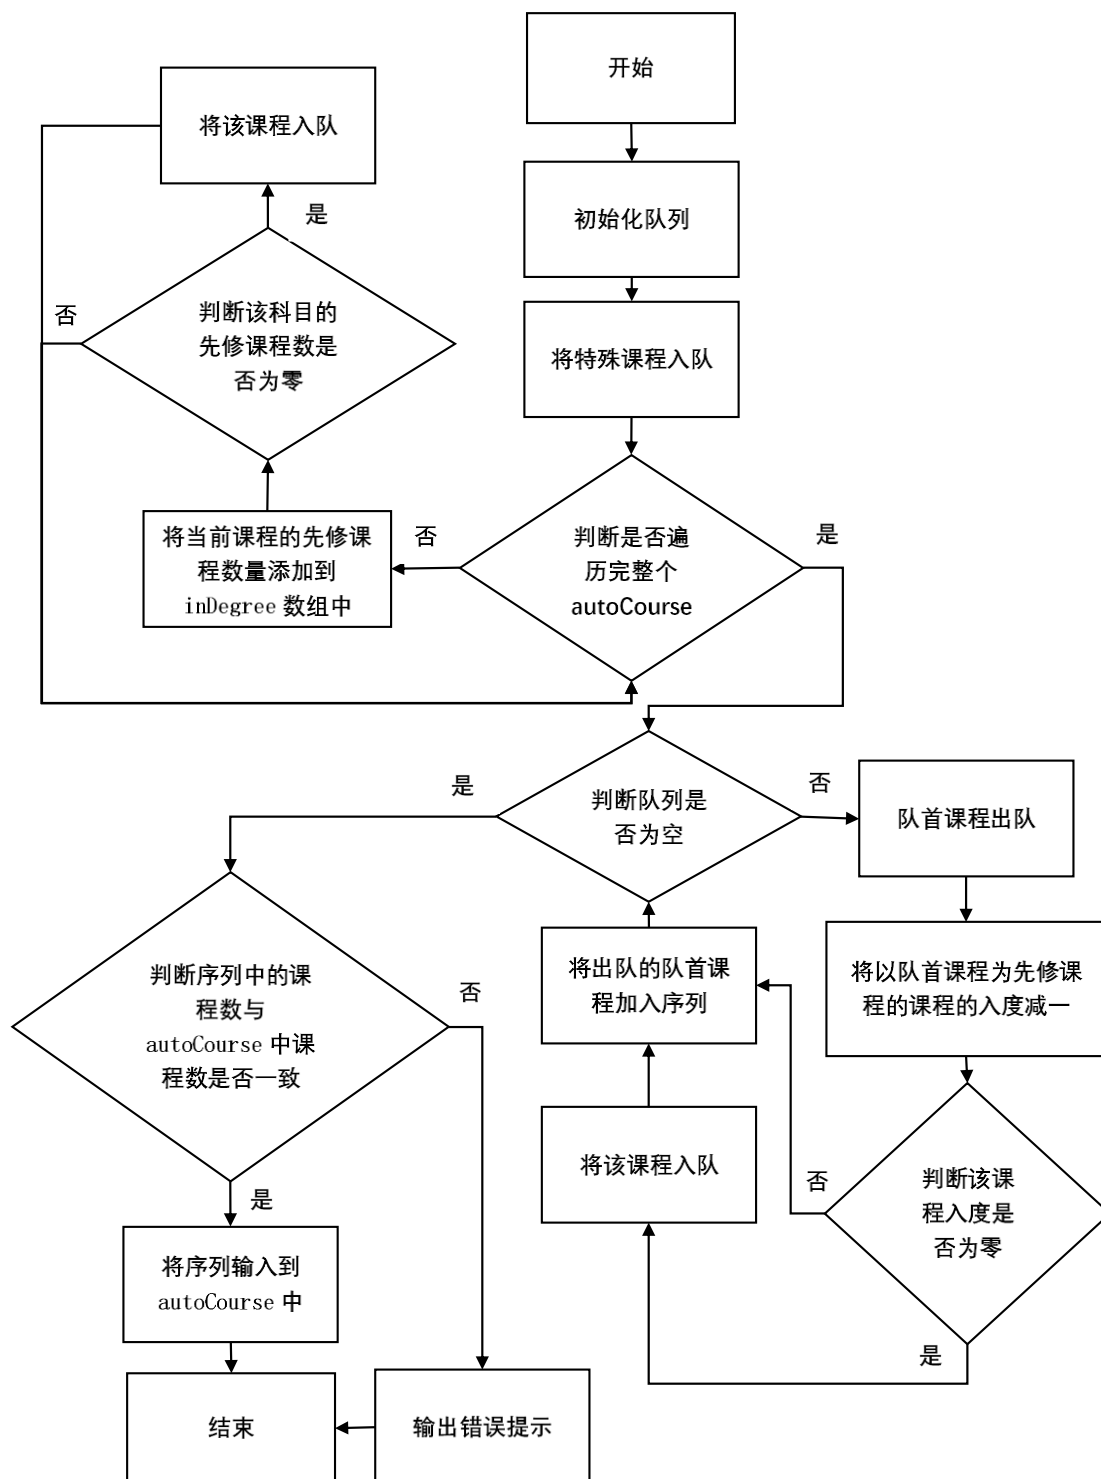 开始
将该课程入队
初始化队列
是
判断该科目的
先修课程数是
否为零
否
将特殊课程入队
将当前课程的先修课
程数量添加到
inDegree 数组中
否
判断是否遍
历完整个
autoCourse
是
是
判断队列是
否为空
否
队首课程出队
判断序列中的课
程数与
autoCourse 中课
程数是否一致
否
将出队的队首课
程加入序列
将以队首课程为先修课
程的课程的入度减一
将该课程入队
否
判断该课
程入度是
否为零
是
是
将序列输入到
autoCourse 中
结束
输出错误提示